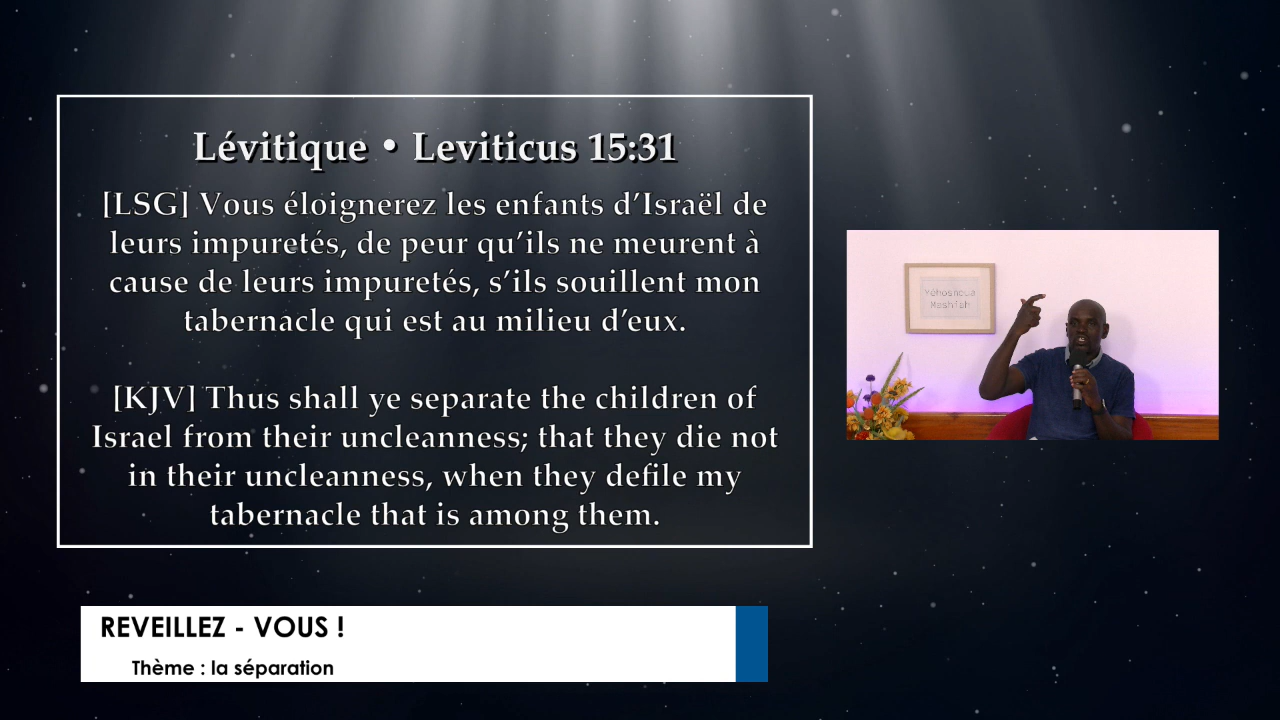 Lévitique • Leviticus 15:31
[LSG] Vous éloignerez les enfants d’Israël de
leurs impuretés, de peur qu’ils ne meurent à
cause de leurs impuretés, s’ils souillent mon
tabernacle qui est au milieu d’eux.
[KJV] Thus shall ye separate the children of
Israel from their uncleanness; that they die not
in their uncleanness, when they defile my
tabernacle that is among them.
Yéhoshoua
Mashiah
REVEILLEZ - VOUS !
Thème : la séparation